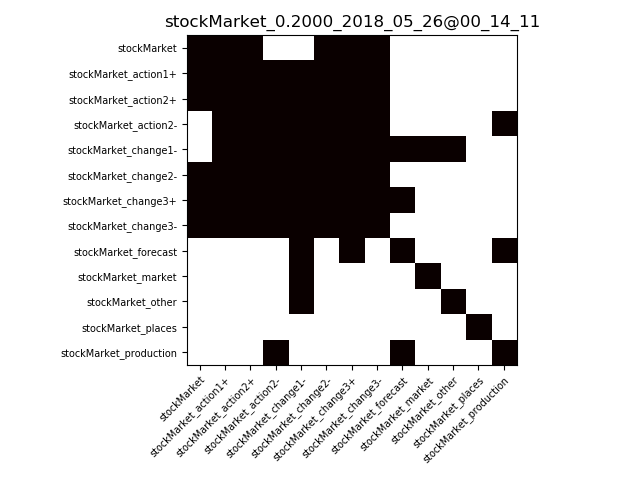 stockMarket_0.2000_2018_05_26@00_14_11
stockMarket
stockMarket_action1+
stockMarket_action2+
stockMarket_action2-
stockMarket_change1-
stockMarket_change2-
stockMarket_change3+
stockMarket_change3-
stockMarket_forecast
stockMarket_market
stockMarket_other
stockMarket_places
stockMarket_production
stockMarket
stockMarket_action1+
stockMarket_action2+
stockMarket_action2-
stockMarket_change1-
stockMarket_change2-
stockMarket_change3+
stockMarket_change3-
stockMarket_forecast
stockMarket_market
stockMarket_other
stockMarket_places
stockMarket_production